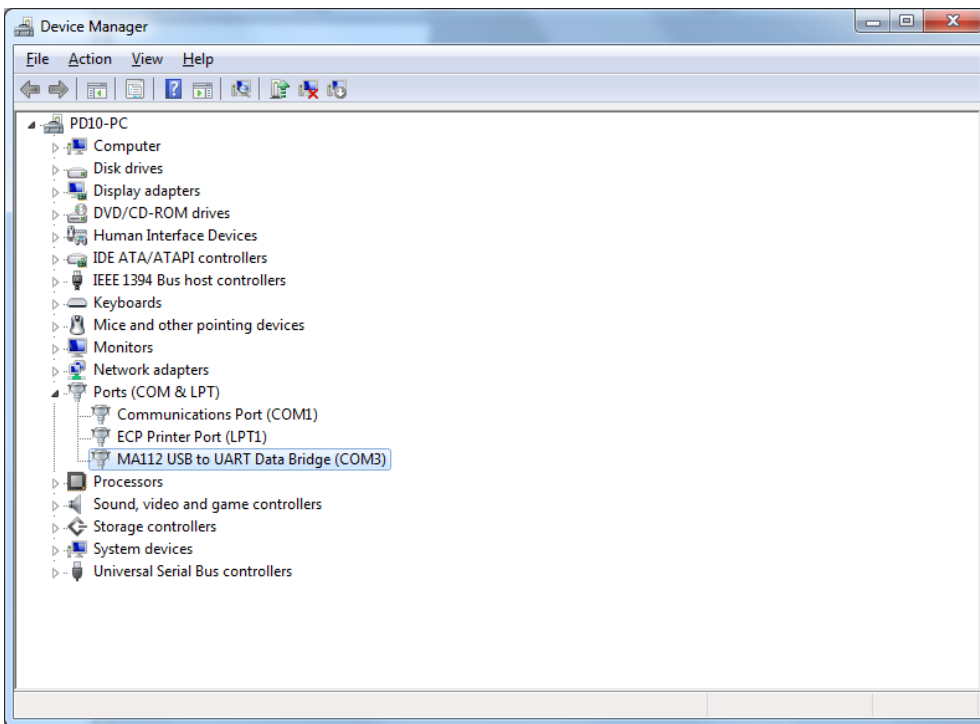 Device Manager
File Action View Help
PD10-PC
Computer
Disk drives
Display adapters
DVD/CD-ROM drives
Human Interface Devices
IDE ATA/ATAPI controllers
IEEE 1394 Bus host controllers
Keyboards
Mice and other pointing devices
Monitors
Network adapters
Ports (COM & LPT)
Communications Port (COM1)
ECP Printer Port (LPT1)
MA112 USB to UART Data Bridge (COM3)
Processors
Sound, video and game controllers
Storage controllers
System devices
Universal Serial Bus controllers